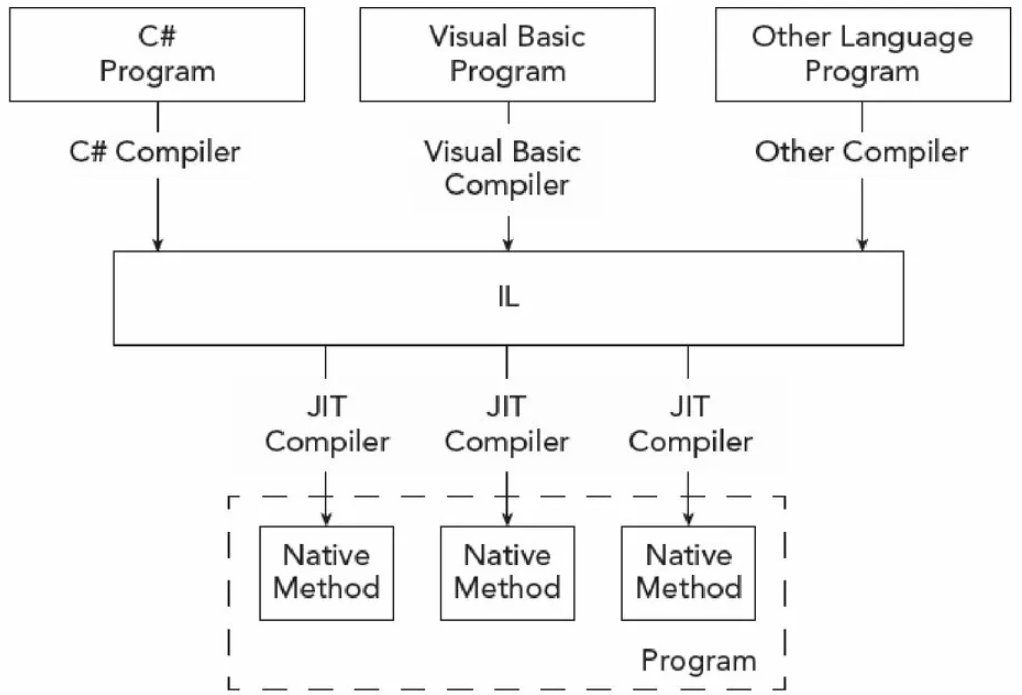 C#
Program
Visual Basic
Program
Other Language
Program
C# Compiler
Visual Basic
Compiler
Other Compiler
IL
JIT
Compiler
JIT
Compiler
JIT
Compiler
Native
Method
Native
Method
Native
Method
Program